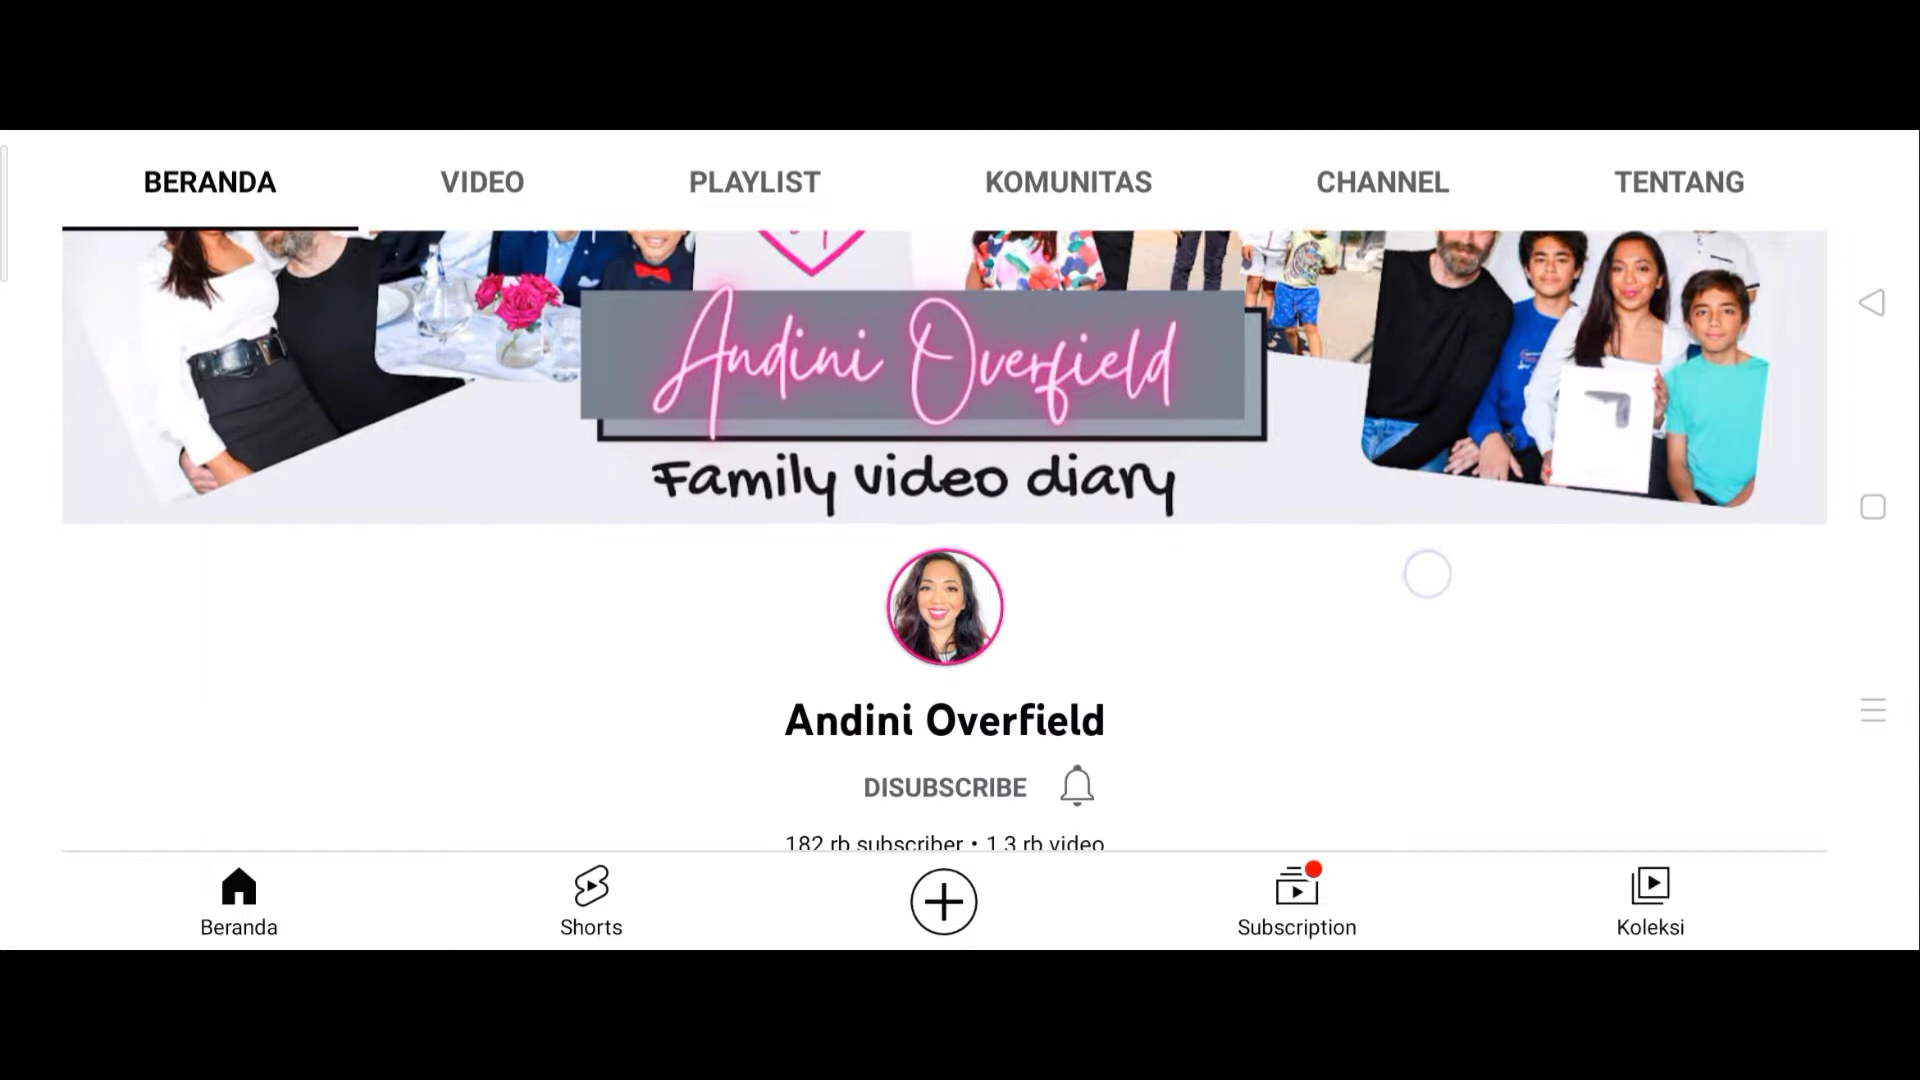 BERANDA VIDEO PLAYLIST KOMUNITAS CHANNEL TENTANG
Andini Overfield
Family video diary
Andini Overfield
DISUBSCRIBE
182 rb subscriber • 1,3 rb video
Beranda Shorts Subscription Koleksi